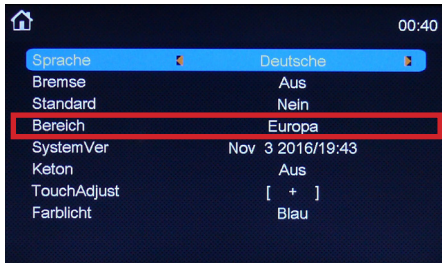 00:40
Sprache Deutsche
Bremse Aus
Standard Nein
Bereich Europa
SystemVer Nov 3 2016/19:43
Keton Aus
TouchAdjust [ + ]
Farblicht Blau